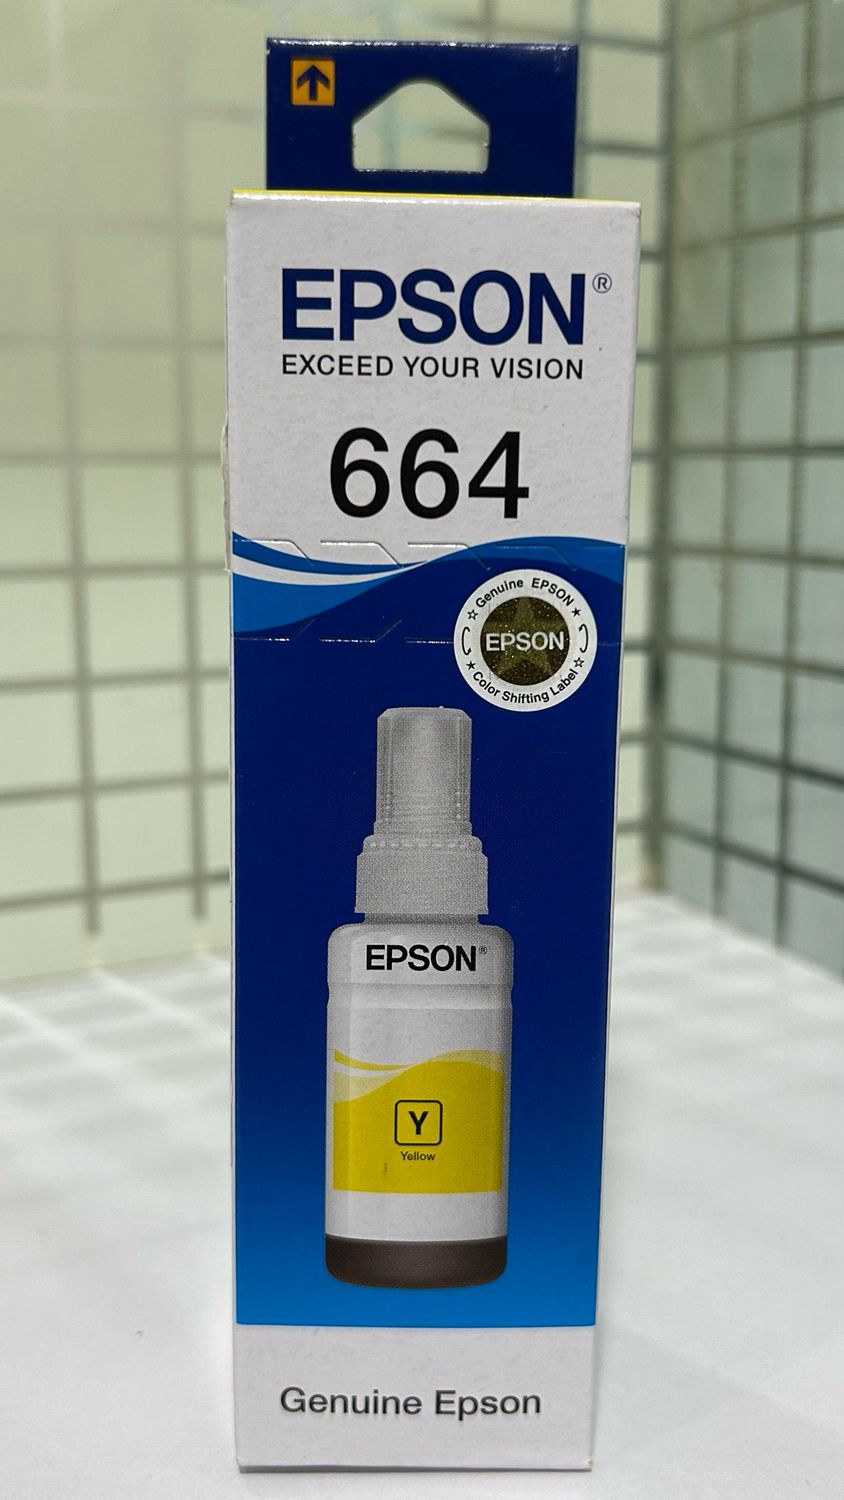 EPSON®
EXCEED YOUR VISION
664
Genuine EPSON
EPSON
Color Shifting Label
EPSON®
Y
Yellow
Genuine Epson